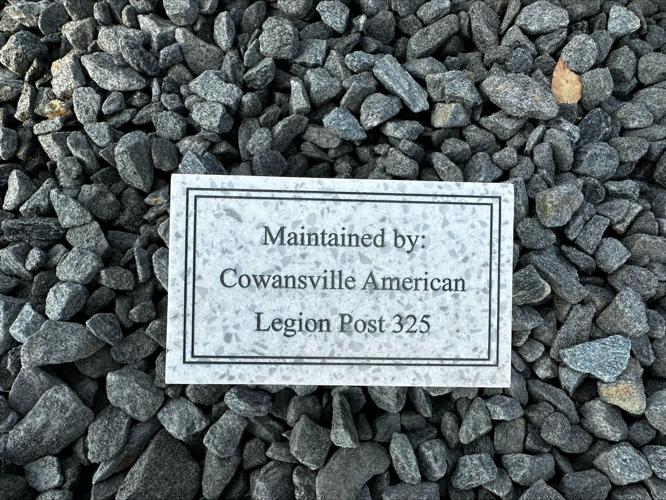 Maintained by:
Cowansville American
Legion Post 325